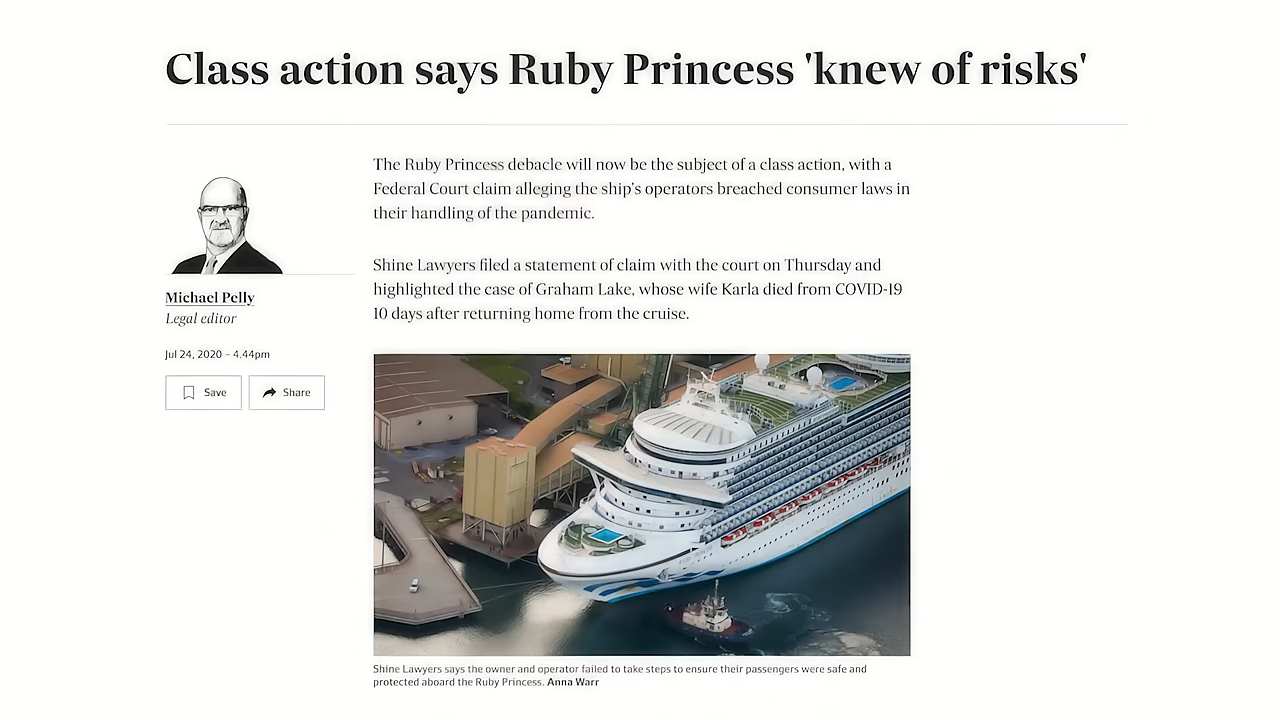 Class action says Ruby Princess 'knew of risks'
The Ruby Princess debacle will now be the subject of a class action, with a
Federal Court claim alleging the ship's operators breached consumer laws in
their handling of the pandemic.
Shine Lawyers filed a statement of claim with the court on Thursday and
highlighted the case of Graham Lake, whose wife Karla died from COVID-19
10 days after returning home from the cruise.
Michael Pelly
Legal editor
Jul 24, 2020 – 4.44pm
Save
Share
RUBY PRINCESS
Shine Lawyers says the owner and operator failed to take steps to ensure their passengers were safe and
protected aboard the Ruby Princess. Anna Warr